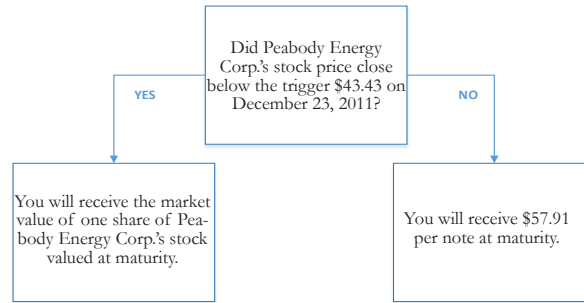 Did Peabody Energy
Corp.'s stock price close
below the trigger $43.43 on
December 23, 2011?
YES
NO
You will receive the market
value of one share of Pea-
body Energy Corp.'s stock
valued at maturity.
You will receive $57.91
per note at maturity.